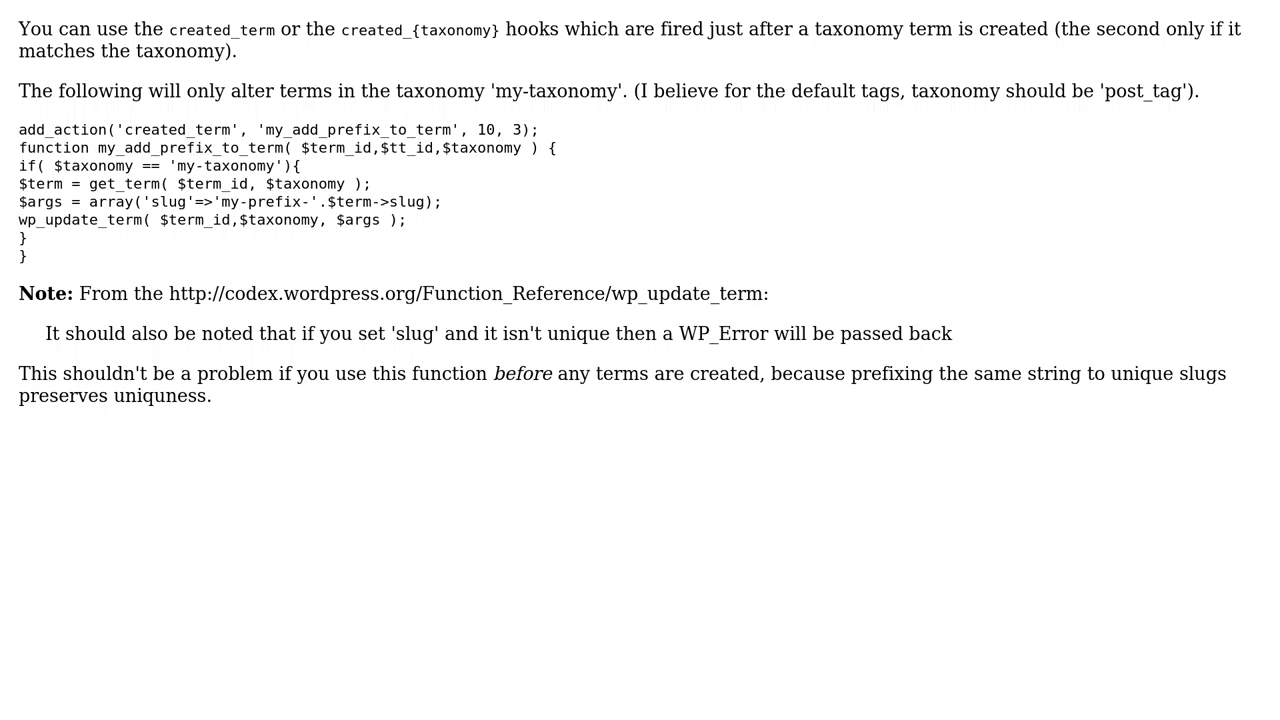 You can use the created_term or the created_{taxonomy} hooks which are fired just after a taxonomy term is created (the second only if it
matches the taxonomy).
The following will only alter terms in the taxonomy 'my-taxonomy'. (I believe for the default tags, taxonomy should be 'post_tag').
add_action('created_term', 'my_add_prefix_to_term', 10, 3);
function my_add_prefix_to_term( $term_id,$tt_id,$taxonomy ) {
if( $taxonomy == 'my-taxonomy'){
$term = get_term( $term_id, $taxonomy );
$args = array('slug'=>'my-prefix-'.$term->slug);
wp_update_term( $term_id,$taxonomy, $args );
}
}
Note: From the http://codex.wordpress.org/Function_Reference/wp_update_term:
It should also be noted that if you set 'slug' and it isn't unique then a WP_Error will be passed back
This shouldn't be a problem if you use this function before any terms are created, because prefixing the same string to unique slugs
preserves uniquness.